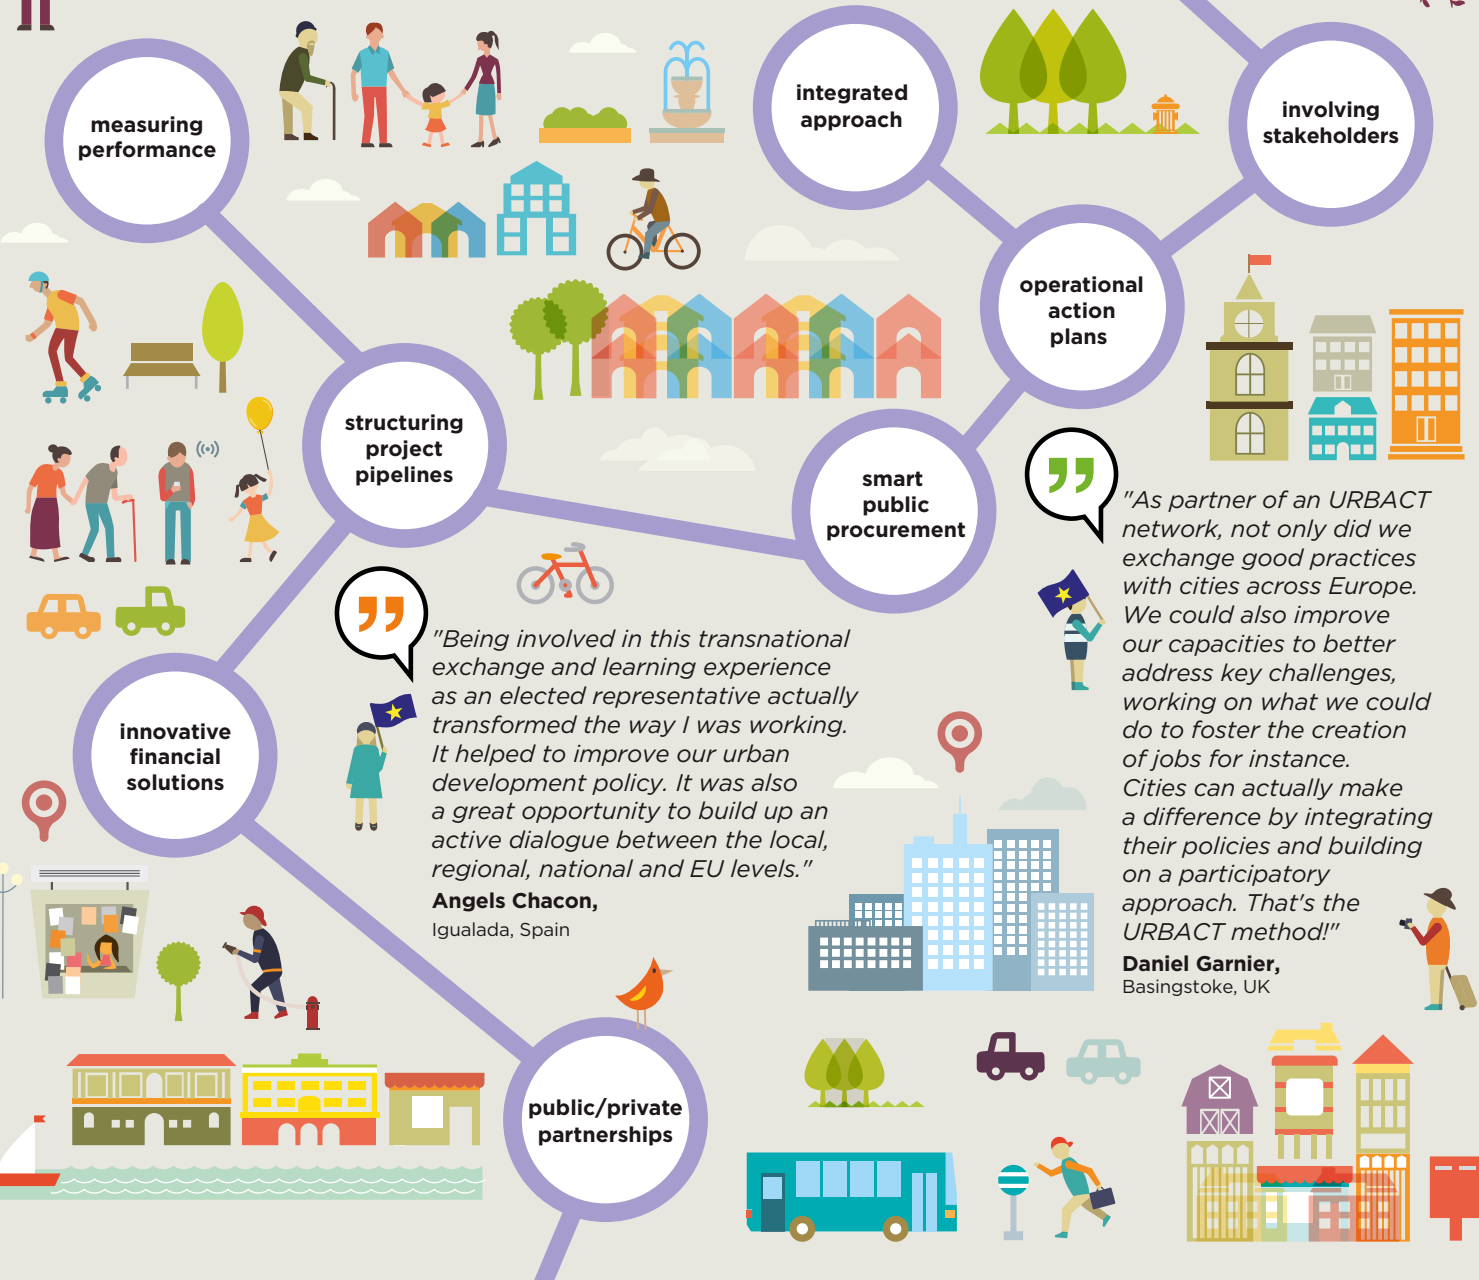 measuring
performance
integrated
approach
involving
stakeholders
operational
action
plans
structuring
project
pipelines
smart
public
procurement
innovative
financial
solutions
"Being involved in this transnational
exchange and learning experience
as an elected representative actually
transformed the way I was working.
It helped to improve our urban
development policy. It was also
a great opportunity to build up an
active dialogue between the local,
regional, national and EU levels."
Angels Chacon,
Igualada, Spain
"As partner of an URBACT
network, not only did we
exchange good practices
with cities across Europe.
We could also improve
our capacities to better
address key challenges,
working on what we could
do to foster the creation
of jobs for instance.
Cities can actually make
a difference by integrating
their policies and building
on a participatory
approach. That's the
URBACT method!"
Daniel Garnier,
Basingstoke, UK
public/private
partnerships